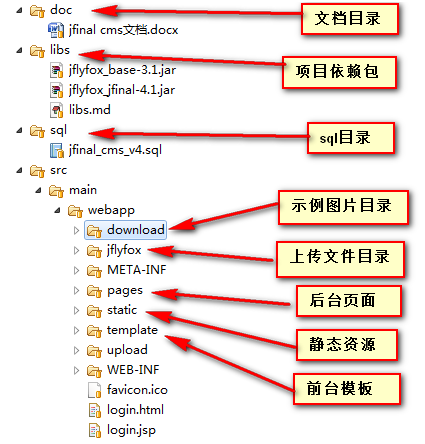 doc
文档目录
jfinal cms文档.docx
libs
项目依赖包
jflyfox_base-3.1.jar
jflyfox_jfinal-4.1.jar
libs.md
sql
sql目录
jfinal_cms_v4.sql
src
main
webapp
示例图片目录
download
jflyfox
上传文件目录
META-INF
pages
后台页面
static
静态资源
template
前台模板
upload
WEB-INF
favicon.ico
login.html
login.jsp